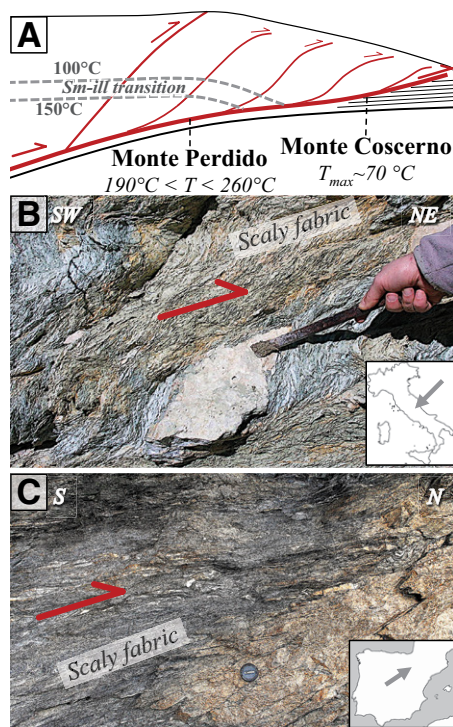 A
100°C
Sm-ill transition
150°C
Monte Perdido
190°C < T < 260°C
Monte Coscerno
Tmax~70 °C
B
SW
NE
Scaly fabric
C
S
N
Scaly fabric